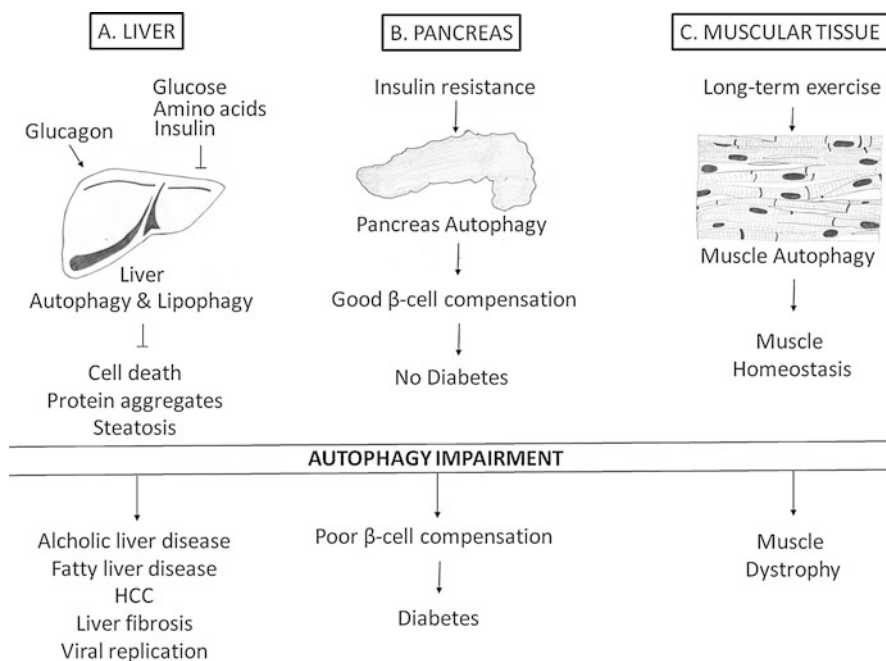 A. LIVER
Glucagon
Glucose
Amino acids
Insulin
Liver
Autophagy & Lipophagy
Cell death
Protein aggregates
Steatosis
B. PANCREAS
Insulin resistance
Pancreas Autophagy
Good β-cell compensation
No Diabetes
C. MUSCULAR TISSUE
Long-term exercise
Muscle Autophagy
Muscle
Homeostasis
AUTOPHAGY IMPAIRMENT
Alcholic liver disease
Fatty liver disease
HCC
Liver fibrosis
Viral replication
Poor β-cell compensation
Diabetes
Muscle
Dystrophy